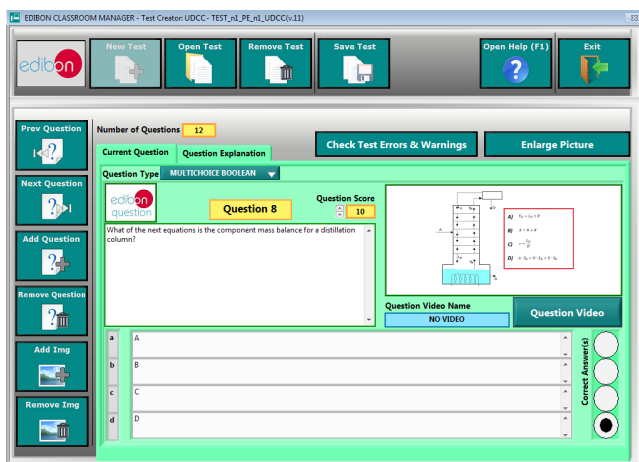 EDIBON CLASSROOM MANAGER - Test Creator: UDCC - TEST_n1_PE_n1_UDCC(v.11)
edibon
New Test
Open Test
Remove Test
Save Test
Open Help (F1)
Exit
Prev Question
Next Question
Add Question
Remove Question
Add Img
Remove Img
Number of Questions 12
Check Test Errors & Warnings
Enlarge Picture
Current Question
Question Explanation
Question Type MULTICHOICE BOOLEAN
edibon
question
Question 8
Question Score
10
What of the next equations is the component mass balance for a distillation
column?
A)
B)
C)
D)
Question Video Name
NO VIDEO
Question Video
a A
b B
c C
d D
Correct Answer(s)